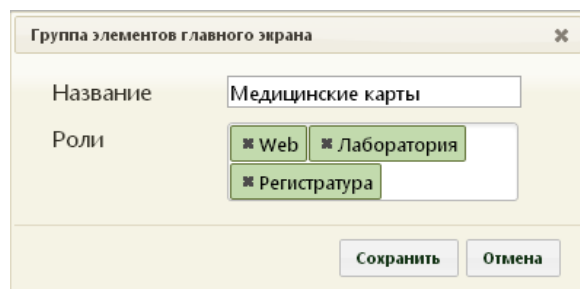 Группа элементов главного экрана
Название Медицинские карты
Роли Web Лаборатория
Регистратура
Сохранить Отмена